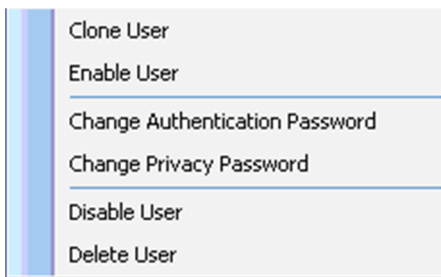 Clone User
Enable User
Change Authentication Password
Change Privacy Password
Disable User
Delete User